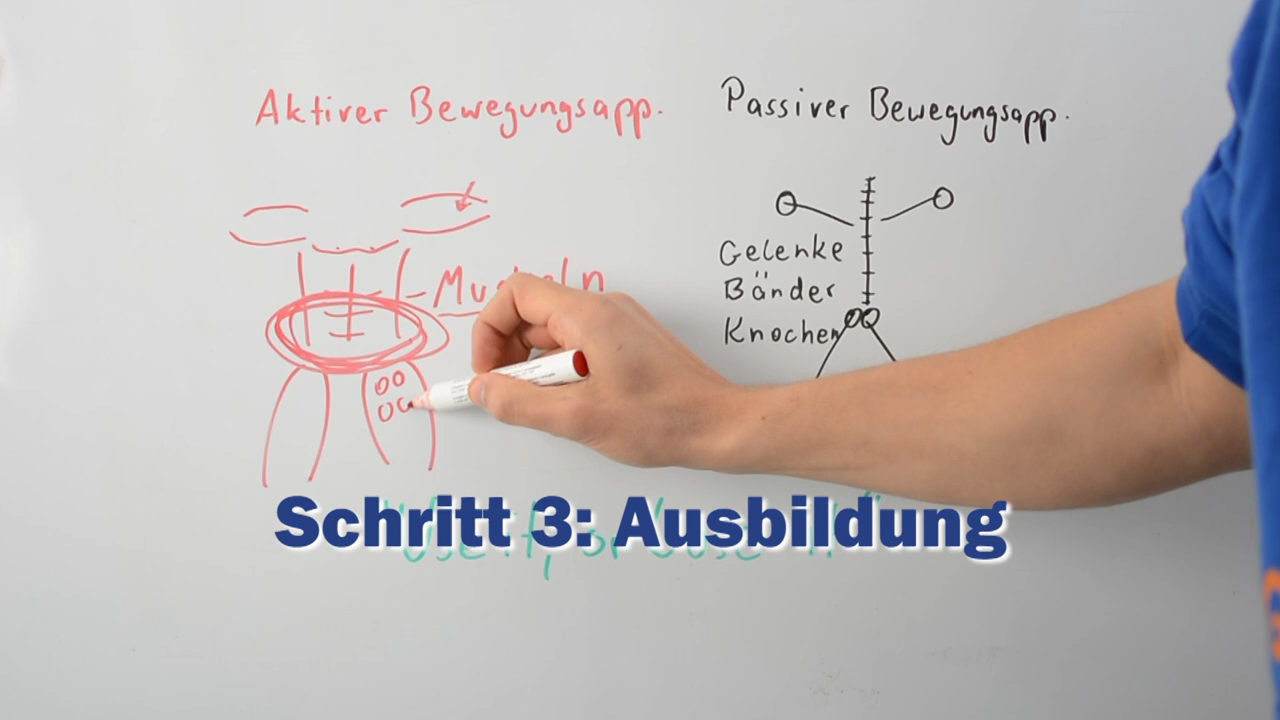 Aktiver Bewegungsapp.
Passiver Bewegungsapp.
Gelenke
Bänder
Knochen
Schritt 3: Ausbildung